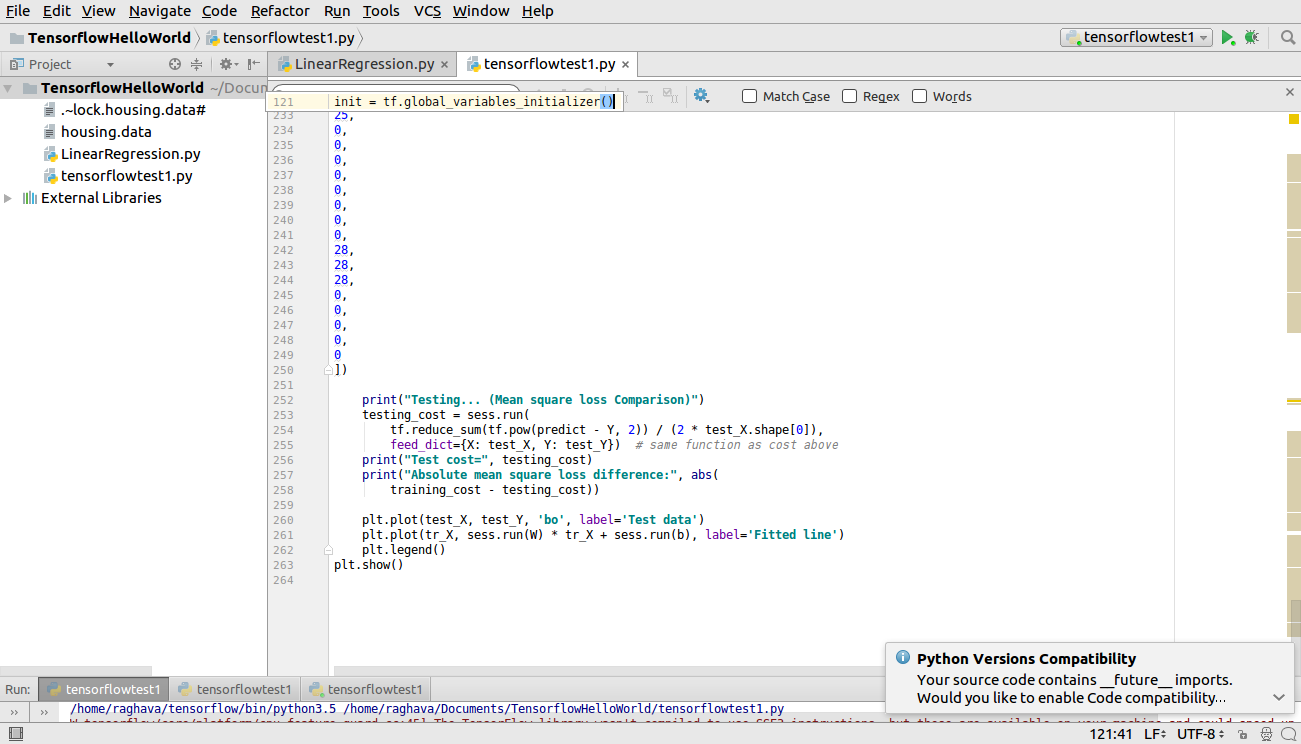 File Edit View Navigate Code Refactor Run Tools VCS Window Help
TensorflowHelloWorld tensorflowtest1.py tensorflowtest1
Project LinearRegression.py tensorflowtest1.py
TensorflowHelloWorld ~/Docun
Match Case Regex Words
121 init = tf.global_variables_initializer()
.~lock.housing.data#
housing.data
LinearRegression.py
tensorflowtest1.py
External Libraries
233 25,
234 0,
235 0,
236 0,
237 0,
238 0,
239 0,
240 0,
241 0,
242 28,
243 28,
244 28,
245 0,
246 0,
247 0,
248 0,
249 0
250 ])
251
252 print("Testing... (Mean square loss Comparison)")
253 testing_cost = sess.run(
254 tf.reduce_sum(tf.pow(predict - Y, 2)) / (2 * test_X.shape[0]),
255 feed_dict={X: test_X, Y: test_Y}) # same function as cost above
256 print("Test cost=", testing_cost)
257 print("Absolute mean square loss difference:", abs(
258 training_cost - testing_cost))
259
260 plt.plot(test_X, test_Y, 'bo', label='Test data')
261 plt.plot(tr_X, sess.run(W) * tr_X + sess.run(b), label='Fitted line')
262 plt.legend()
263 plt.show()
264
Python Versions Compatibility
Your source code contains __future__ imports.
Would you like to enable Code compatibility...
Run: tensorflowtest1 tensorflowtest1 tensorflowtest1
/home/raghava/tensorflow/bin/python3.5 /home/raghava/Documents/TensorflowHelloWorld/tensorflowtest1.py
121:41 LF UTF-8